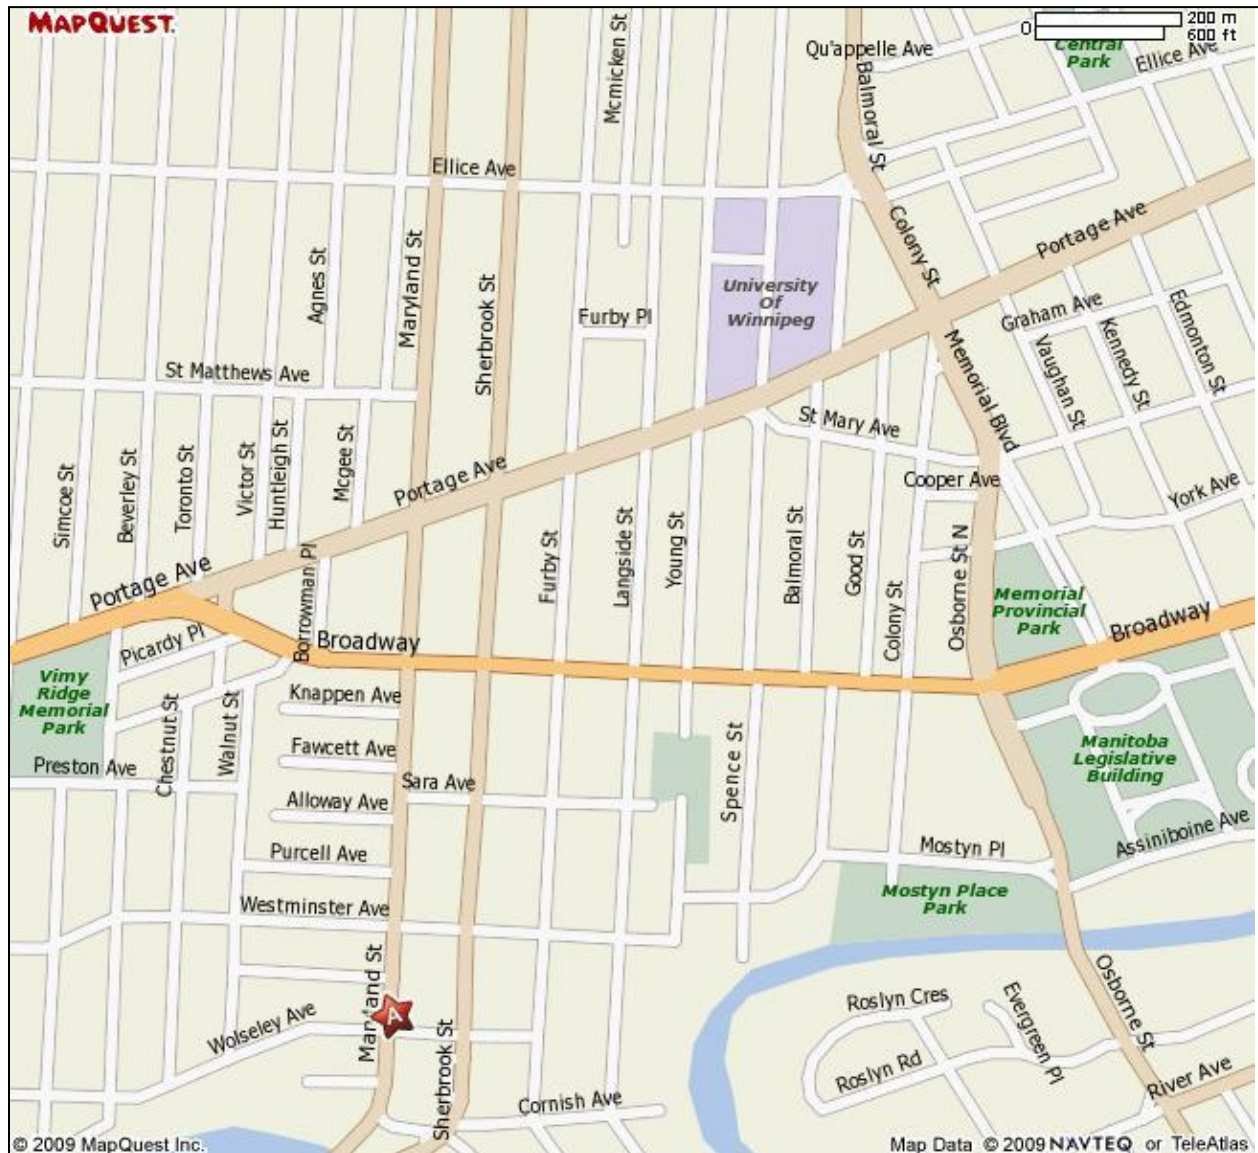 MAPQUEST.
0
200 m
600 ft
Qu'appelle Ave
Central
Park
Ellice Ave
Mcmicken St
Balmoral St
Ellice Ave
Colony St
Portage Ave
Agnes St
Maryland St
Sherbrook St
University
Of
Winnipeg
Furby Pl
Graham Ave
Edmonton St
Kennedy St
Vaughan St
Memorial Blvd
St Matthews Ave
St Mary Ave
Cooper Ave
York Ave
Simcoe St
Beverley St
Toronto St
Victor St
Huntleigh St
Mcgee St
Portage Ave
Furby St
Langside St
Young St
Balmoral St
Good St
Colony St
Osborne St N
Memorial
Provincial
Park
Broadway
Portage Ave
Borrowman Pl
Broadway
Picardy Pl
Vimy
Ridge
Memorial
Park
Knappen Ave
Chestnut St
Walnut St
Fawcett Ave
Preston Ave
Sara Ave
Spence St
Manitoba
Legislative
Building
Alloway Ave
Purcell Ave
Mostyn Pl
Assiniboine Ave
Westminster Ave
Mostyn Place
Park
Maryland St
A
Wolseley Ave
Sherbrook St
Cornish Ave
Roslyn Cres
Evergreen Pl
Osborne St
Roslyn Rd
River Ave
© 2009 MapQuest Inc.
Map Data © 2009 NAVTEQ or TeleAtlas